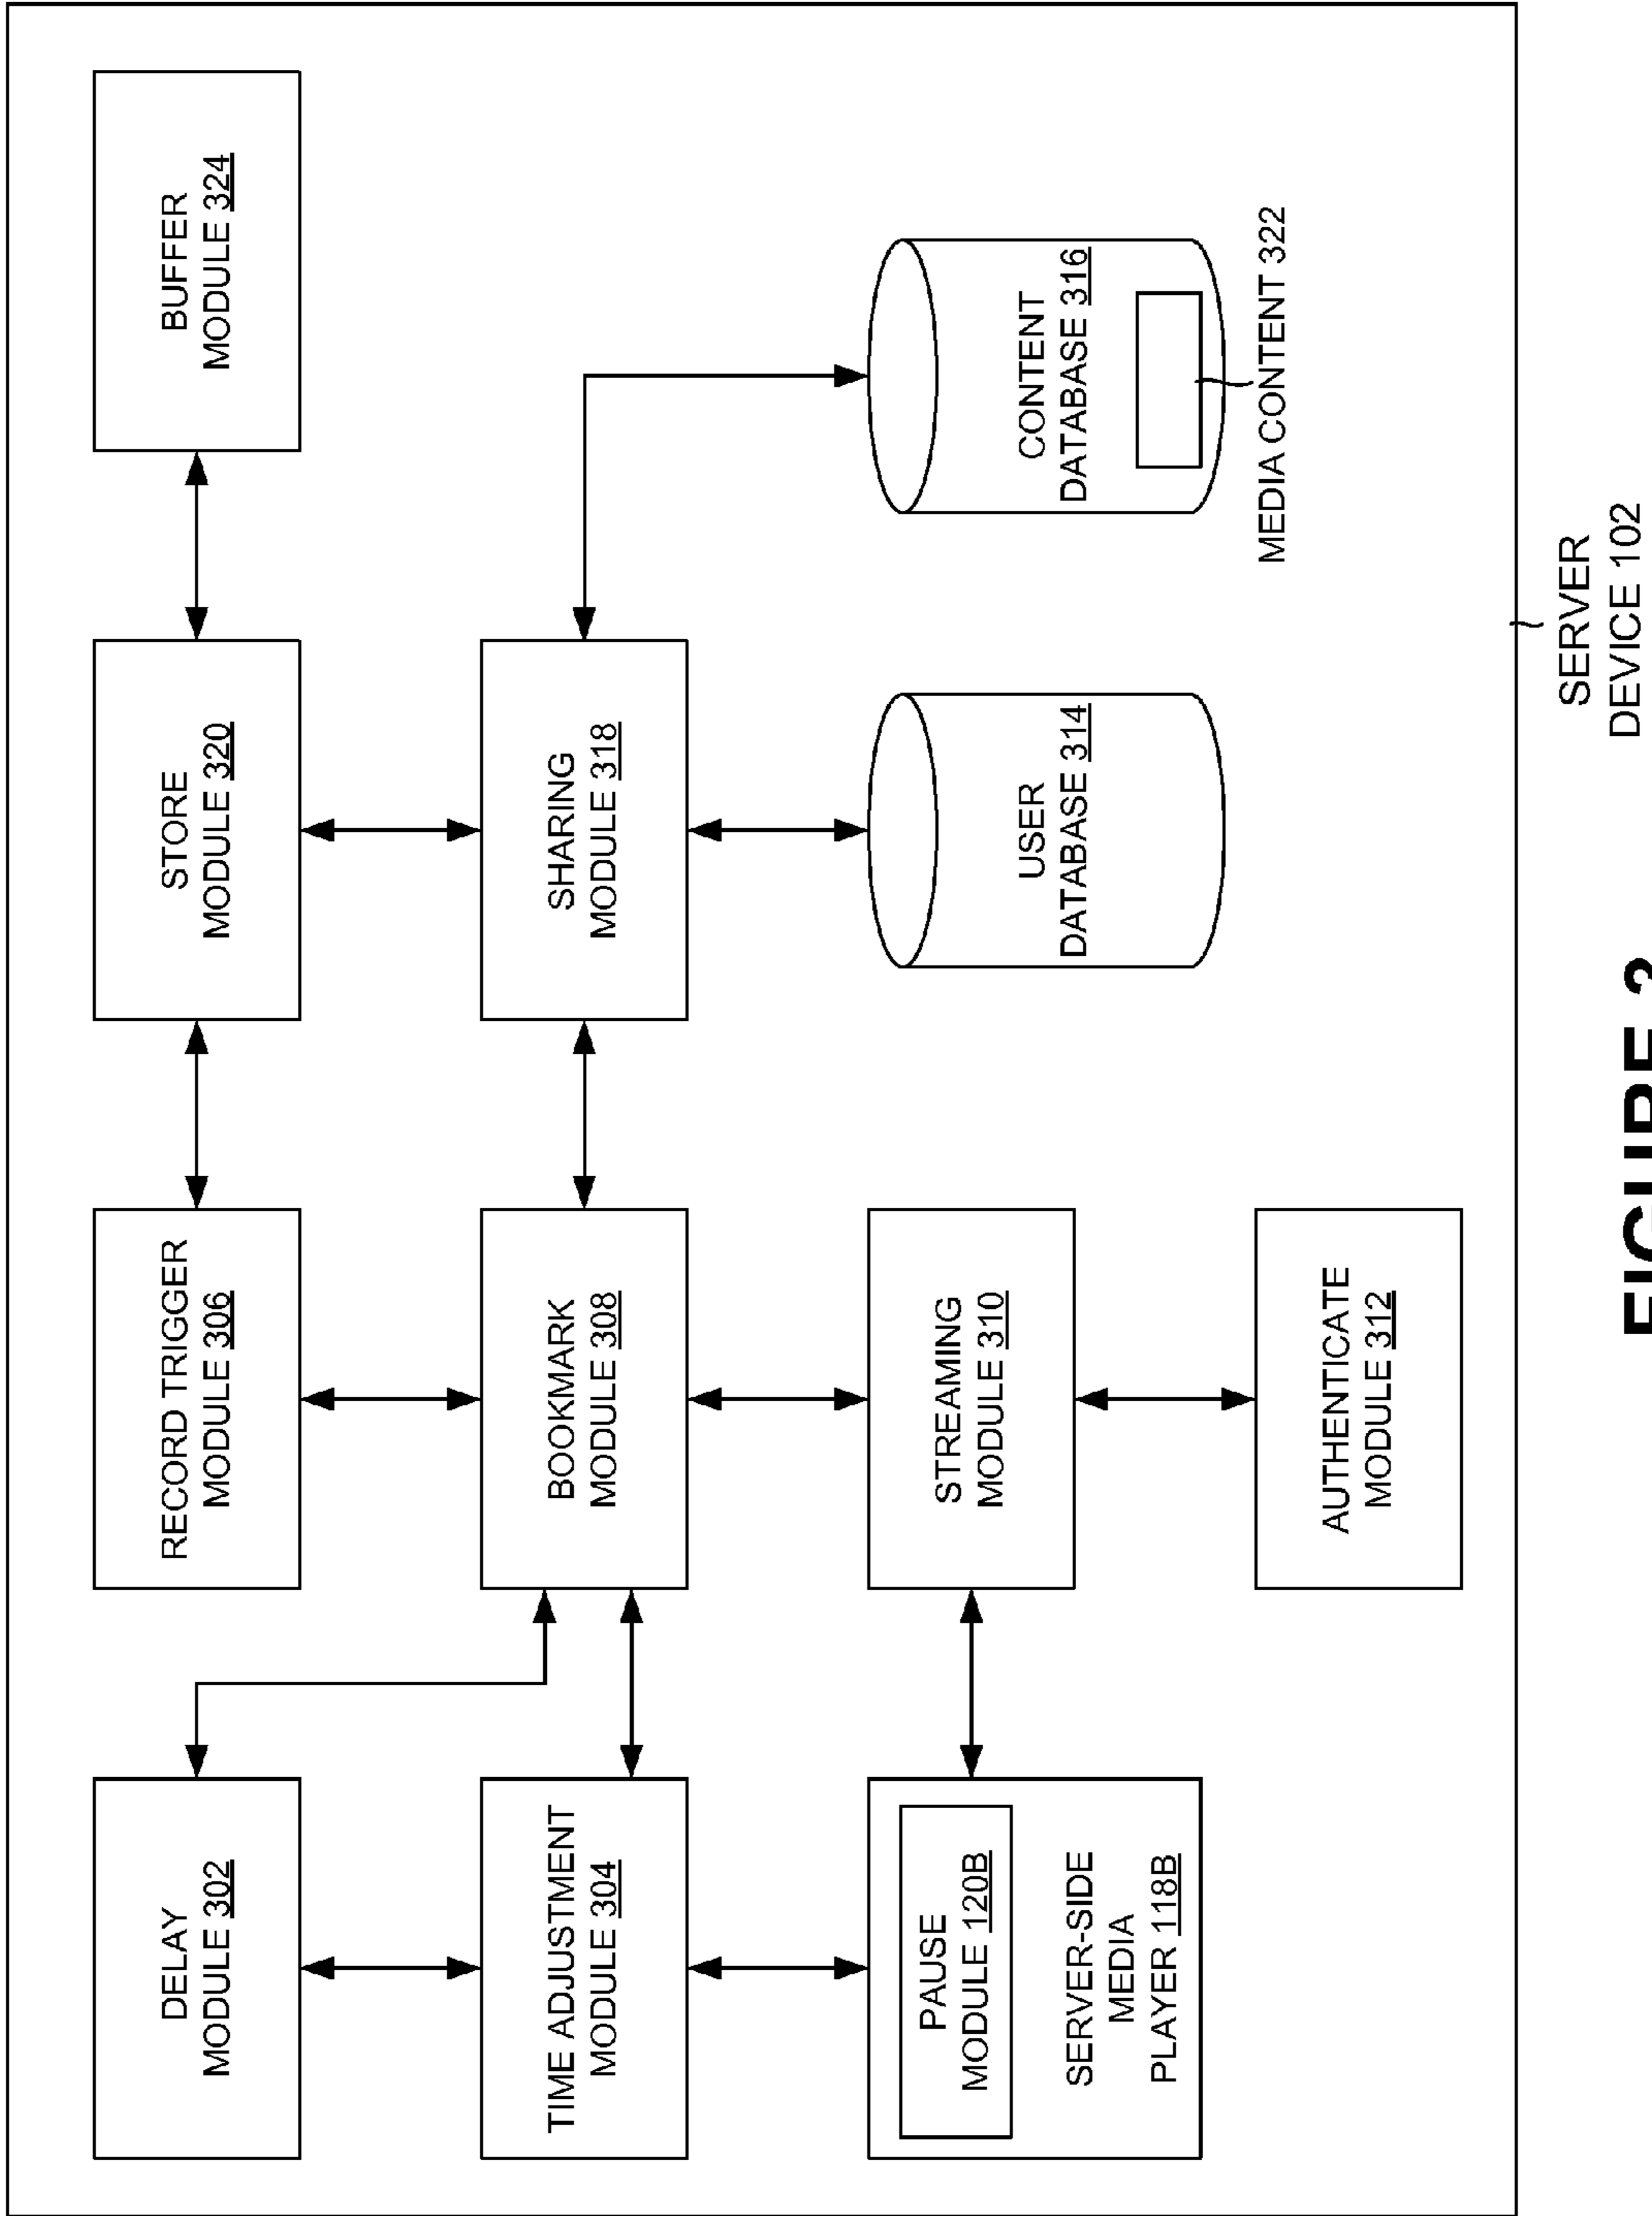 DELAY
MODULE 302
RECORD TRIGGER
MODULE 306
STORE
MODULE 320
BUFFER
MODULE 324
TIME ADJUSTMENT
MODULE 304
BOOKMARK
MODULE 308
SHARING
MODULE 318
PAUSE
MODULE 120B
SERVER-SIDE
MEDIA
PLAYER 118B
STREAMING
MODULE 310
USER
DATABASE 314
CONTENT
DATABASE 316
MEDIA CONTENT 322
AUTHENTICATE
MODULE 312
SERVER
DEVICE 102
FIGURE